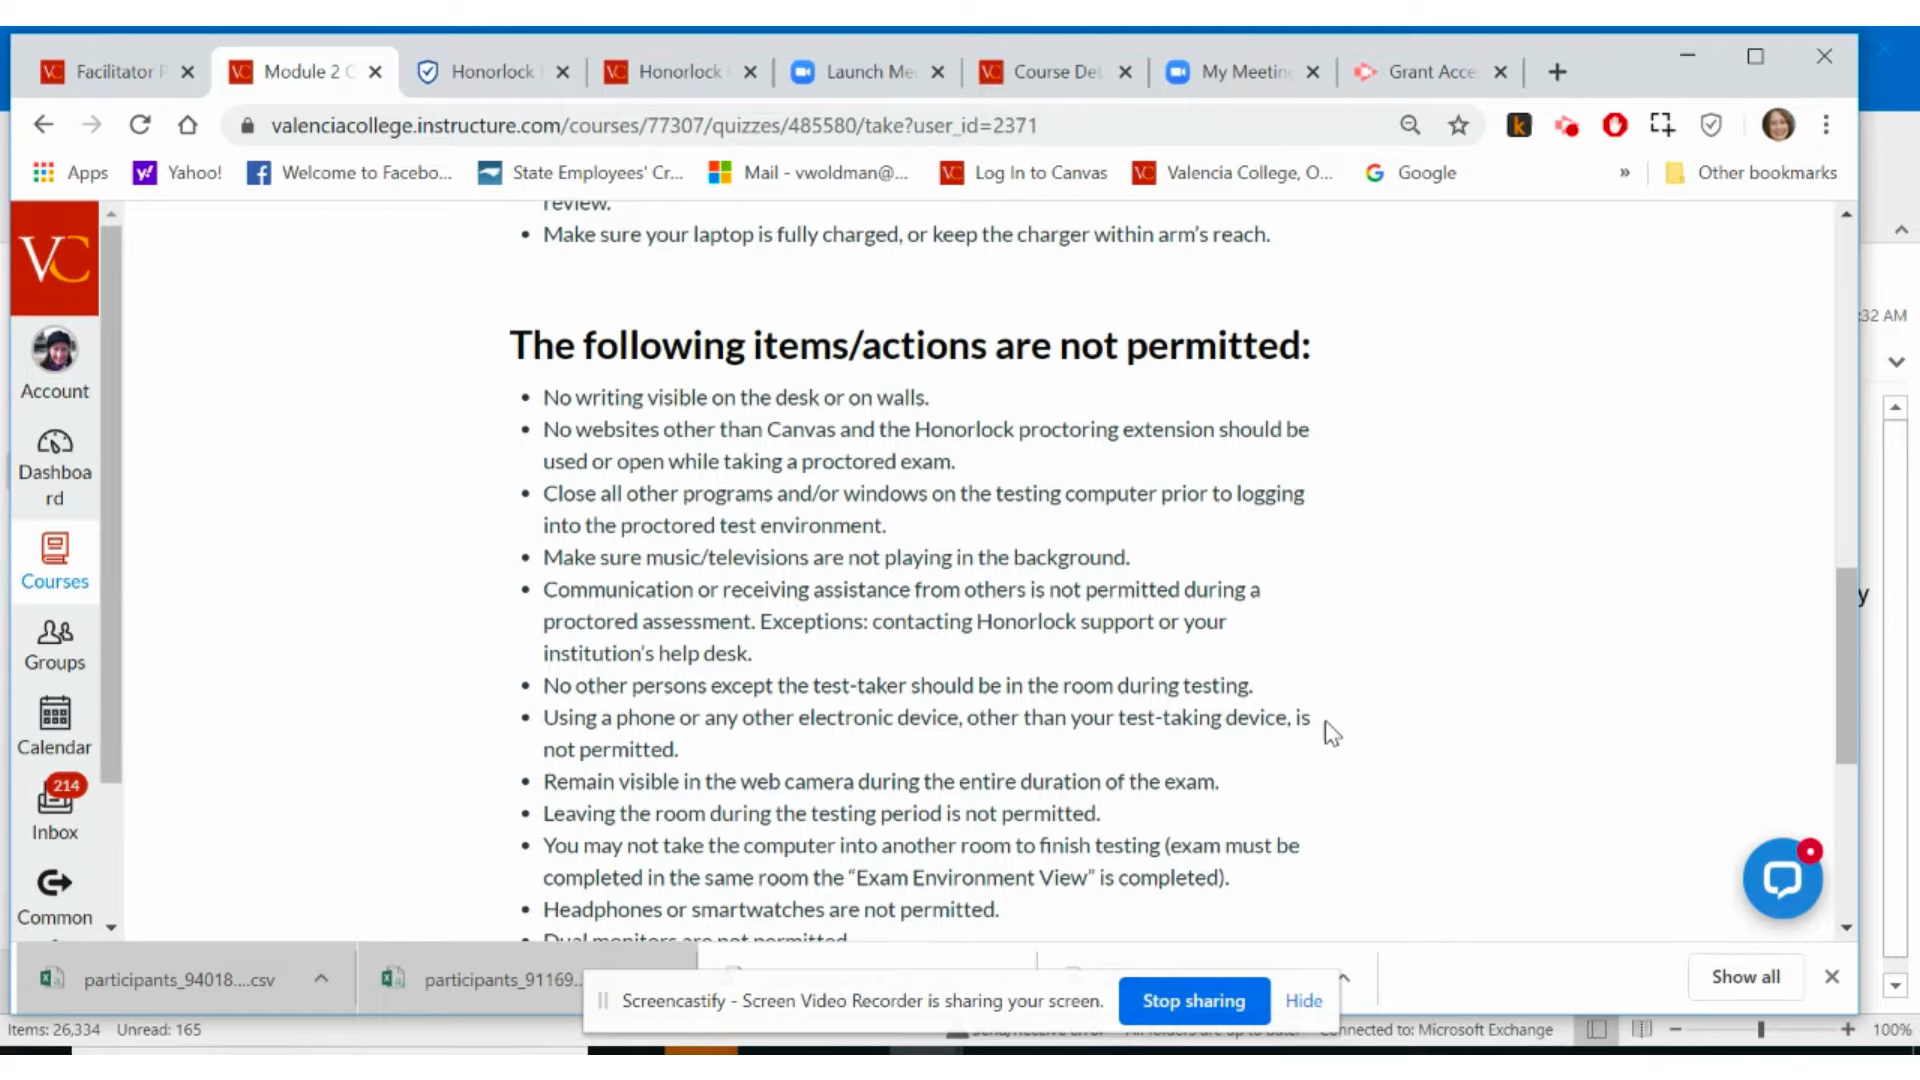 Facilitator P
Module 2 C
Honorlock
Honorlock
Launch Me
Course Det
My Meetin
Grant Acce
valenciacollege.instructure.com/courses/77307/quizzes/485580/take?user_id=2371
Apps
Yahoo!
Welcome to Facebo...
State Employees' Cr...
Mail - vwoldman@...
Log In to Canvas
Valencia College, O...
Google
»
Other bookmarks
VC
Account
Dashboa
rd
Courses
Groups
Calendar
214
Inbox
Common
review.
• Make sure your laptop is fully charged, or keep the charger within arm's reach.
The following items/actions are not permitted:
• No writing visible on the desk or on walls.
• No websites other than Canvas and the Honorlock proctoring extension should be
used or open while taking a proctored exam.
• Close all other programs and/or windows on the testing computer prior to logging
into the proctored test environment.
• Make sure music/televisions are not playing in the background.
• Communication or receiving assistance from others is not permitted during a
proctored assessment. Exceptions: contacting Honorlock support or your
institution's help desk.
• No other persons except the test-taker should be in the room during testing.
• Using a phone or any other electronic device, other than your test-taking device, is
not permitted.
• Remain visible in the web camera during the entire duration of the exam.
• Leaving the room during the testing period is not permitted.
• You may not take the computer into another room to finish testing (exam must be
completed in the same room the “Exam Environment View” is completed).
• Headphones or smartwatches are not permitted.
• Dual monitors are not permitted
:32 AM
y
participants_94018....csv
participants_91169...
Show all
Screencastify - Screen Video Recorder is sharing your screen.
Stop sharing
Hide
Items: 26,334
Unread: 165
Connected to: Microsoft Exchange
100%